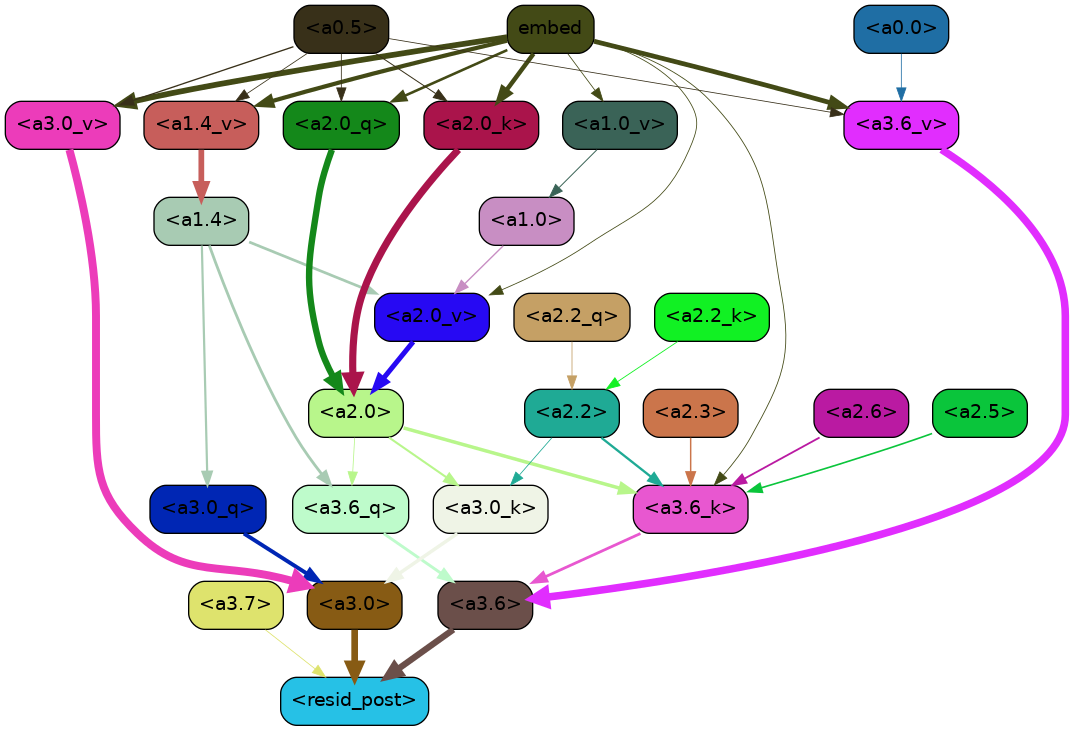 <a0.5> embed <a0.0>
<a3.0_v> <a1.4_v> <a2.0_q> <a2.0_k> <a1.0_v> <a3.6_v>
<a1.4> <a1.0>
<a2.0_v> <a2.2_q> <a2.2_k>
<a2.0> <a2.2> <a2.3> <a2.6> <a2.5>
<a3.0_q> <a3.6_q> <a3.0_k> <a3.6_k>
<a3.7> <a3.0> <a3.6>
<resid_post>